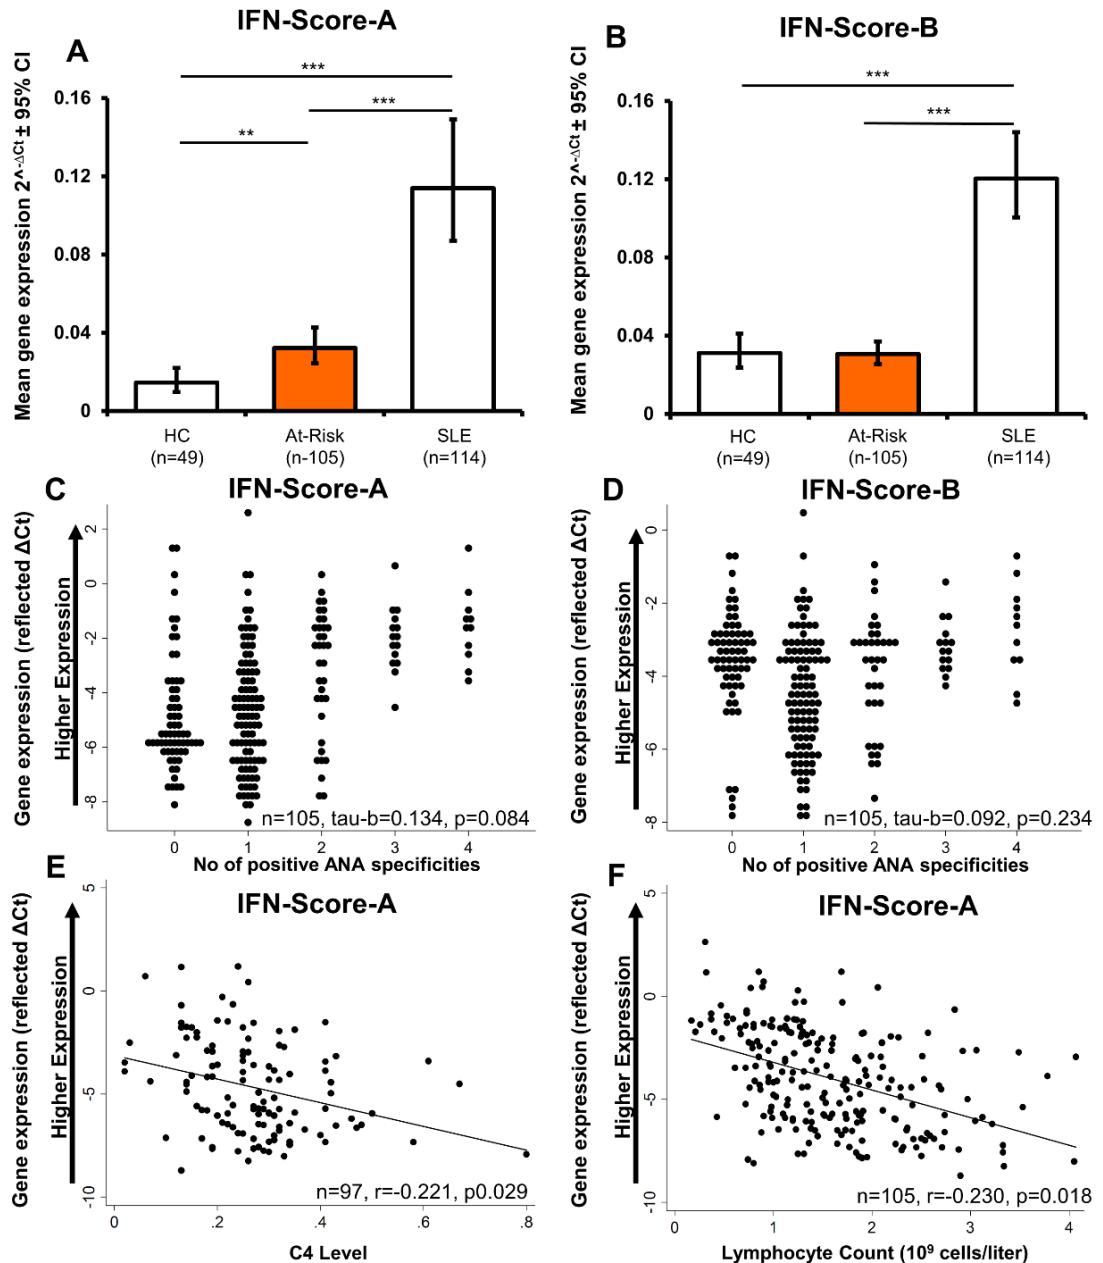 IFN-Score-A
A
***
***
**
Mean gene expression 2^-ΔCt ± 95% CI
0.16
0.12
0.08
0.04
0
HC
(n=49)
At-Risk
(n-105)
SLE
(n=114)
IFN-Score-B
B
***
***
Mean gene expression 2^-ΔCt ± 95% CI
0.16
0.12
0.08
0.04
0
HC
(n=49)
At-Risk
(n-105)
SLE
(n=114)
C
IFN-Score-A
Gene expression (reflected ΔCt)
Higher Expression
2
0
-2
-4
-6
-8
n=105, tau-b=0.134, p=0.084
0 1 2 3 4
No of positive ANA specificities
D
IFN-Score-B
Gene expression (reflected ΔCt)
Higher Expression
0
-2
-4
-6
-8
n=105, tau-b=0.092, p=0.234
0 1 2 3 4
No of positive ANA specificities
E
IFN-Score-A
Gene expression (reflected ΔCt)
Higher Expression
5
0
-5
-10
n=97, r=-0.221, p0.029
0 .2 .4 .6 .8
C4 Level
F
IFN-Score-A
Gene expression (reflected ΔCt)
Higher Expression
5
0
-5
-10
n=105, r=-0.230, p=0.018
0 1 2 3 4
Lymphocyte Count (10⁹ cells/liter)